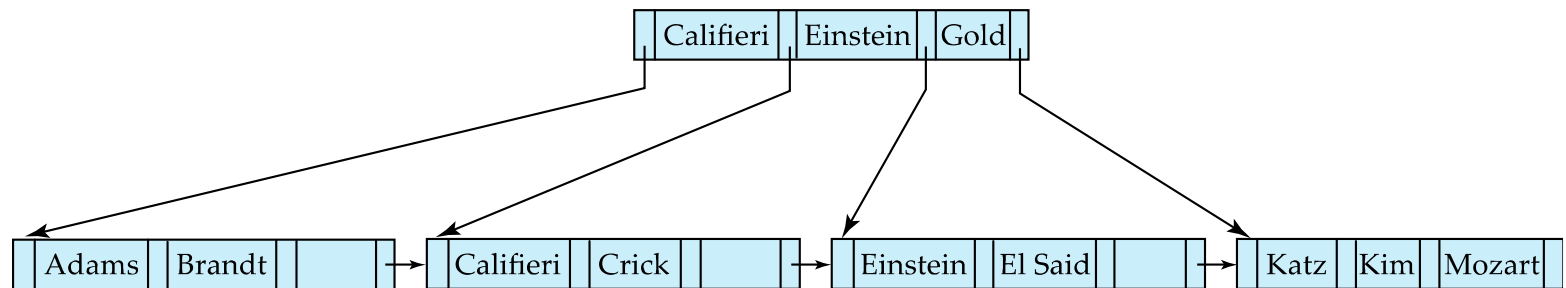 Califieri Einstein Gold
Adams Brandt Califieri Crick Einstein El Said Katz Kim Mozart